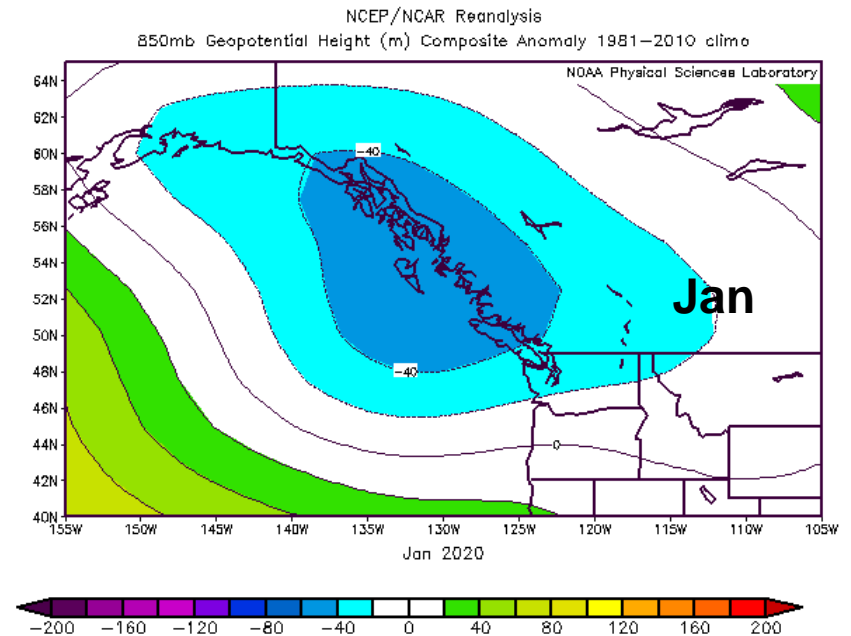 NCEP/NCAR Reanalysis
850mb Geopotential Height (m) Composite Anomaly 1981-2010 climo
NOAA Physical Sciences Laboratory
64N
62N
60N
58N
56N
54N
52N
50N
48N
46N
44N
42N
40N
-40
Jan
-40
0
155W 150W 145W 140W 135W 130W 125W 120W 115W 110W 105W
Jan 2020
-200 -160 -120 -80 -40 0 40 80 120 160 200